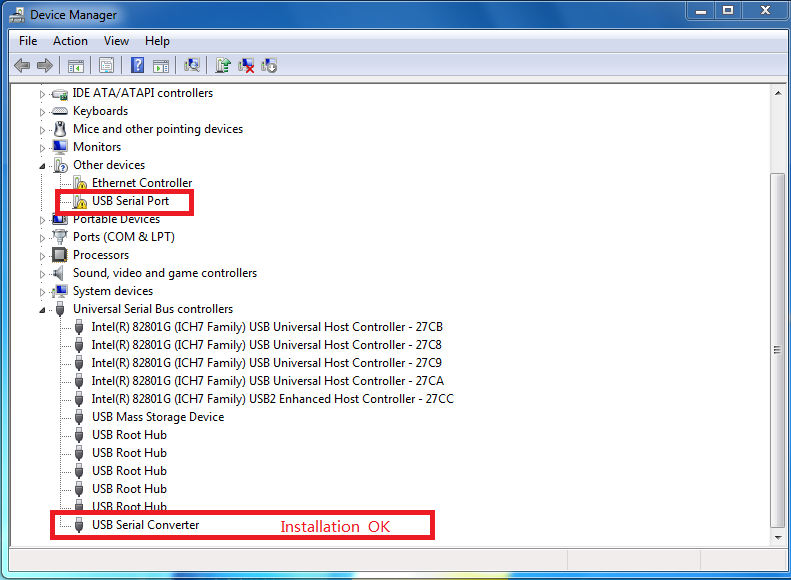 Device Manager
File Action View Help
IDE ATA/ATAPI controllers
Keyboards
Mice and other pointing devices
Monitors
Other devices
Ethernet Controller
USB Serial Port
Portable Devices
Ports (COM & LPT)
Processors
Sound, video and game controllers
System devices
Universal Serial Bus controllers
Intel(R) 82801G (ICH7 Family) USB Universal Host Controller - 27CB
Intel(R) 82801G (ICH7 Family) USB Universal Host Controller - 27C8
Intel(R) 82801G (ICH7 Family) USB Universal Host Controller - 27C9
Intel(R) 82801G (ICH7 Family) USB Universal Host Controller - 27CA
Intel(R) 82801G (ICH7 Family) USB2 Enhanced Host Controller - 27CC
USB Mass Storage Device
USB Root Hub
USB Root Hub
USB Root Hub
USB Root Hub
USB Root Hub
USB Serial Converter Installation OK